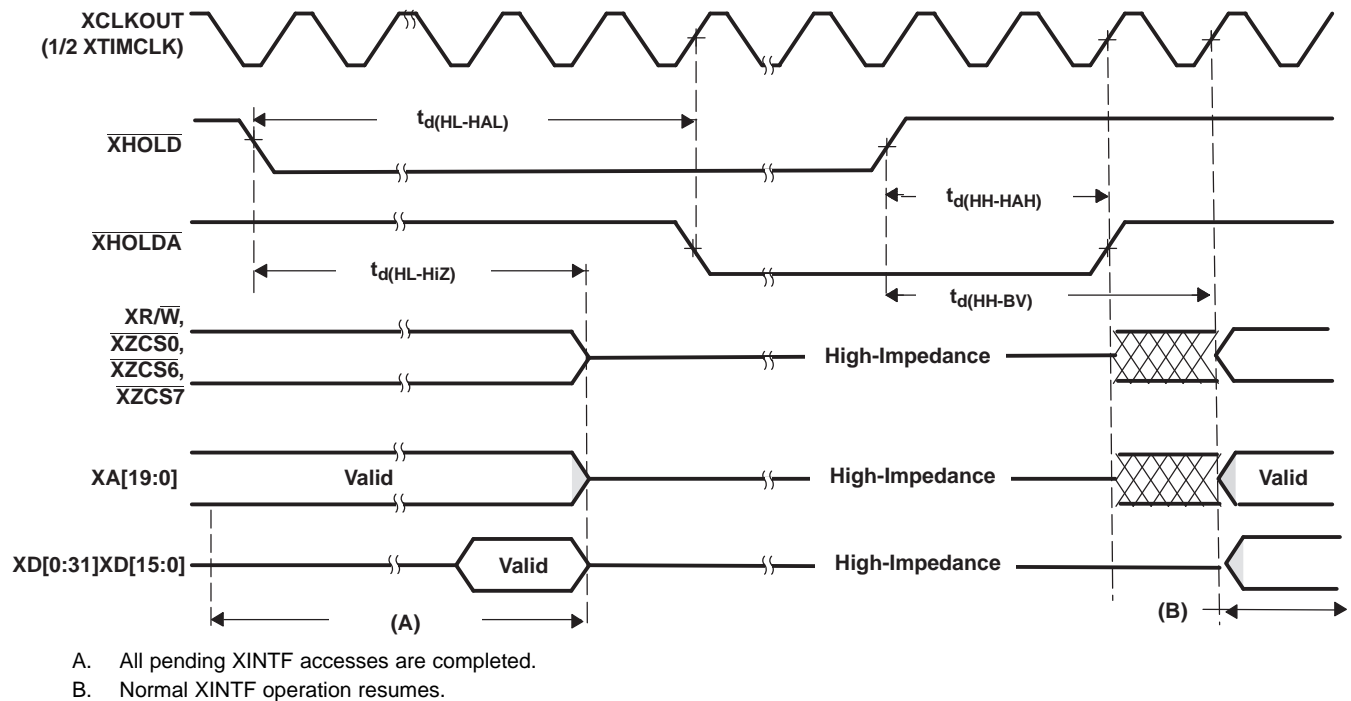 XCLKOUT
(1/2 XTIMCLK)
td(HL-HAL)
XHOLD
td(HH-HAH)
XHOLDA
td(HL-HiZ)
td(HH-BV)
XR/W,
XZCS0,
XZCS6,
XZCS7
High-Impedance
XA[19:0]
Valid
High-Impedance
Valid
XD[0:31]XD[15:0]
Valid
High-Impedance
(A)
(B)
A. All pending XINTF accesses are completed.
B. Normal XINTF operation resumes.